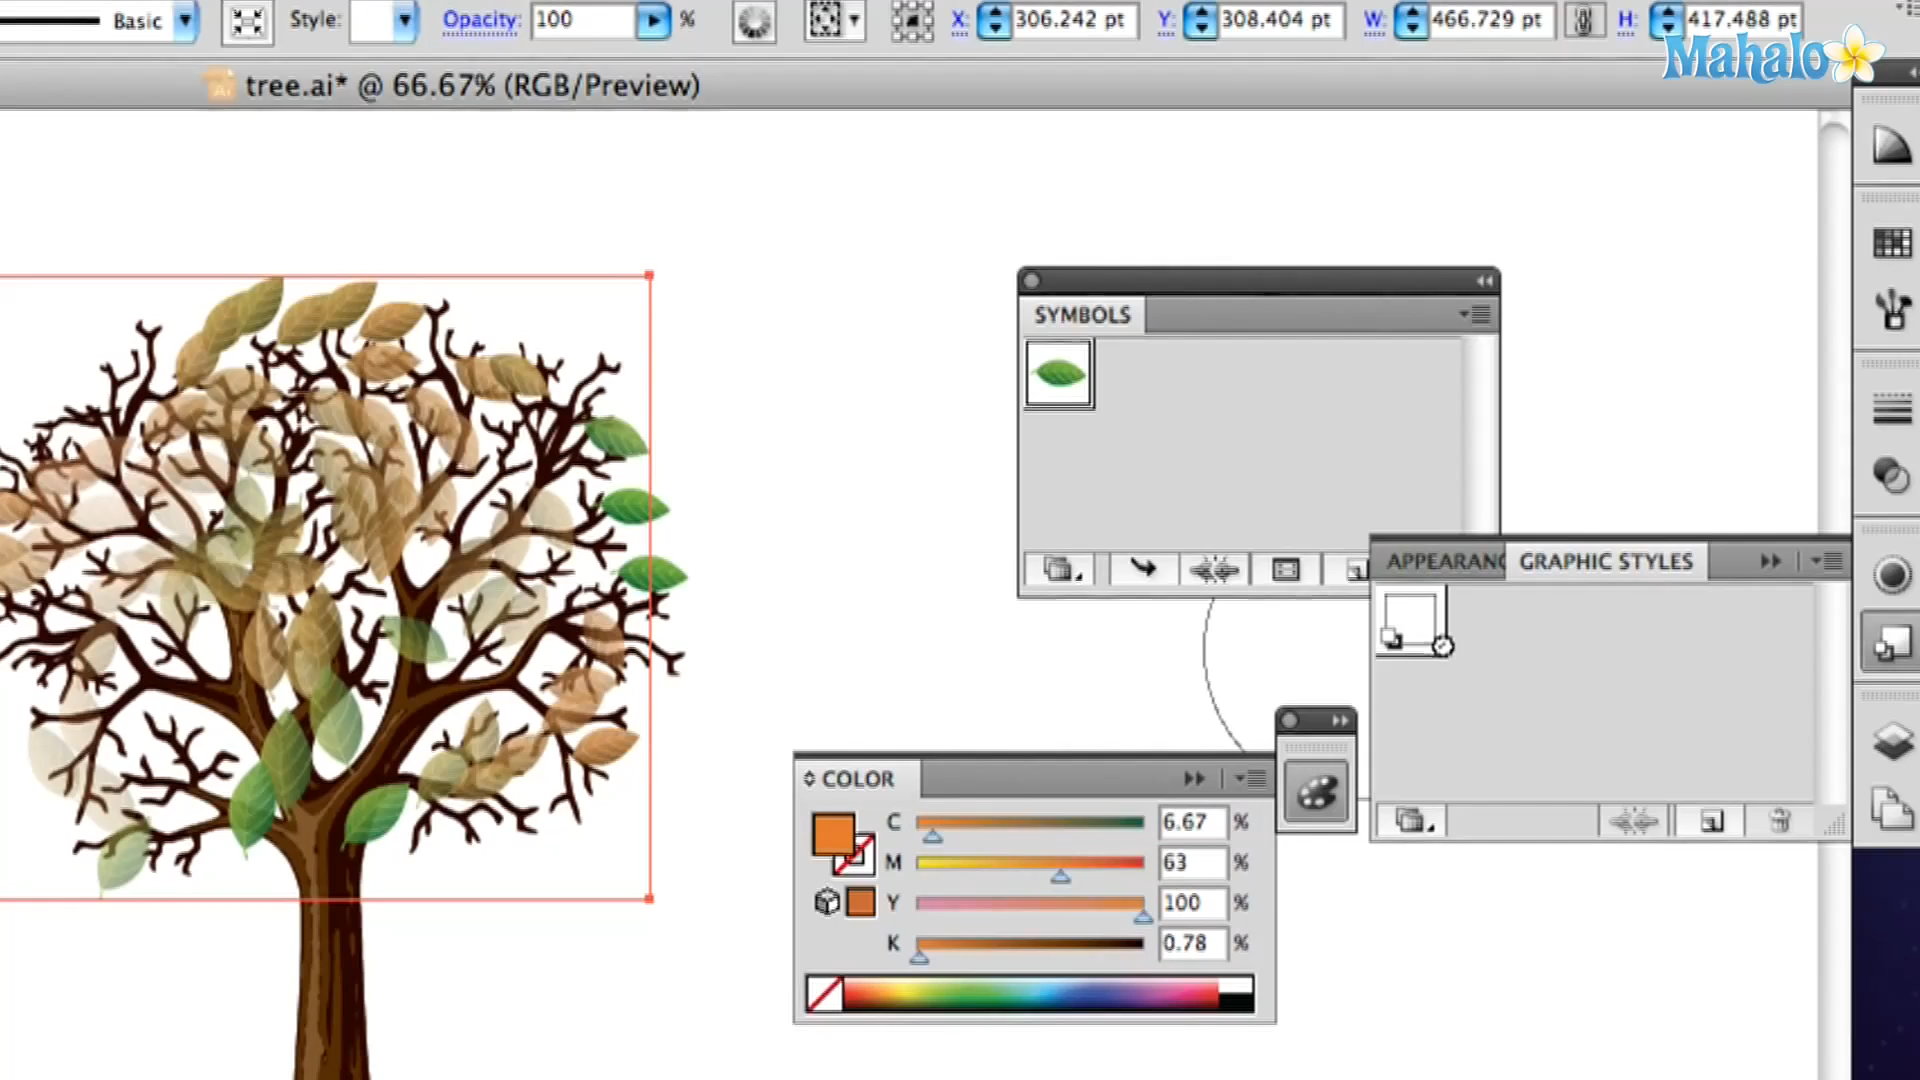 Basic Style: Opacity: 100 % X: 306.242 pt Y: 308.404 pt W: 466.729 pt H: 417.488 pt
Mahalo
tree.ai* @ 66.67% (RGB/Preview)
SYMBOLS
APPEARANC GRAPHIC STYLES
COLOR
C 6.67 %
M 63 %
Y 100 %
K 0.78 %